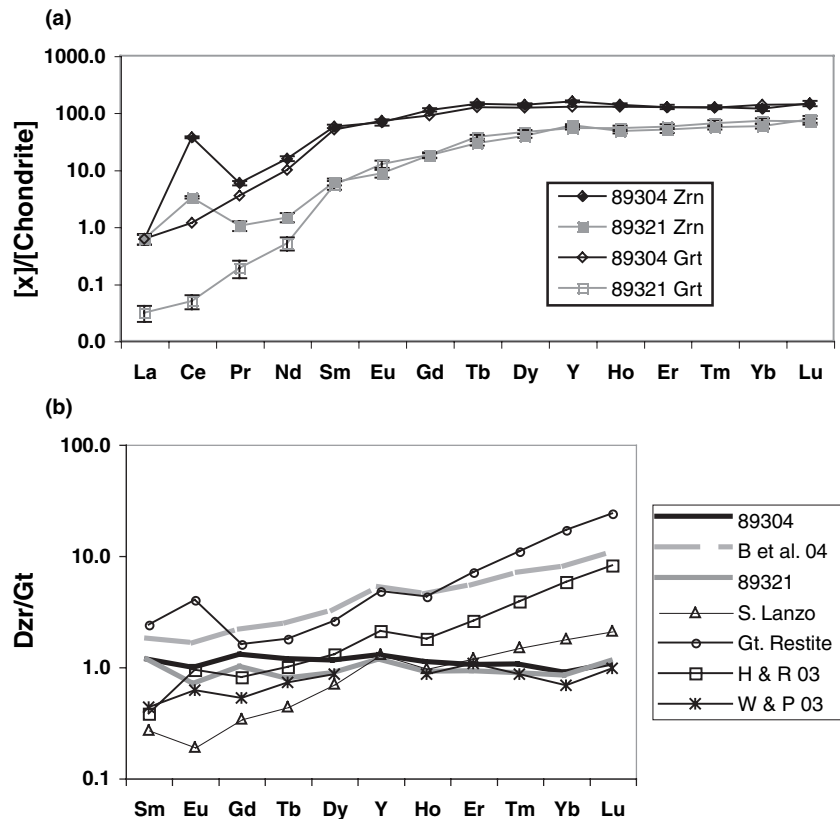 (a)
[x]/[Chondrite]
1000.0
100.0
10.0
1.0
0.1
0.0
89304 Zrn
89321 Zrn
89304 Grt
89321 Grt
La Ce Pr Nd Sm Eu Gd Tb Dy Y Ho Er Tm Yb Lu
(b)
Dzr/Gt
100.0
10.0
1.0
0.1
89304
B et al. 04
89321
S. Lanzo
Gt. Restite
H & R 03
W & P 03
Sm Eu Gd Tb Dy Y Ho Er Tm Yb Lu